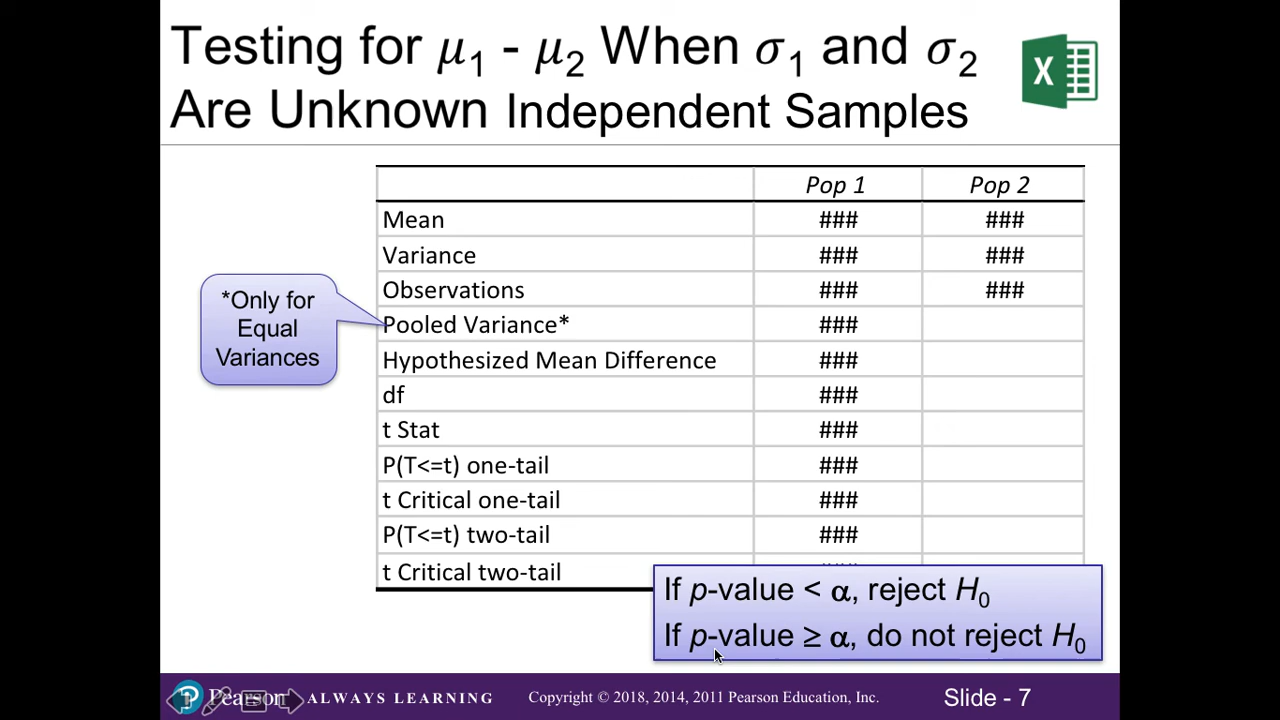 Testing for μ1 - μ2 When σ1 and σ2
Are Unknown Independent Samples
X
Pop 1 Pop 2
Mean ### ###
Variance ### ###
Observations ### ###
Pooled Variance* ###
Hypothesized Mean Difference ###
df ###
t Stat ###
P(T<=t) one-tail ###
t Critical one-tail ###
P(T<=t) two-tail ###
t Critical two-tail
*Only for
Equal
Variances
If p-value < α, reject H0
If p-value ≥ α, do not reject H0
P Pearson ALWAYS LEARNING Copyright © 2018, 2014, 2011 Pearson Education, Inc. Slide - 7